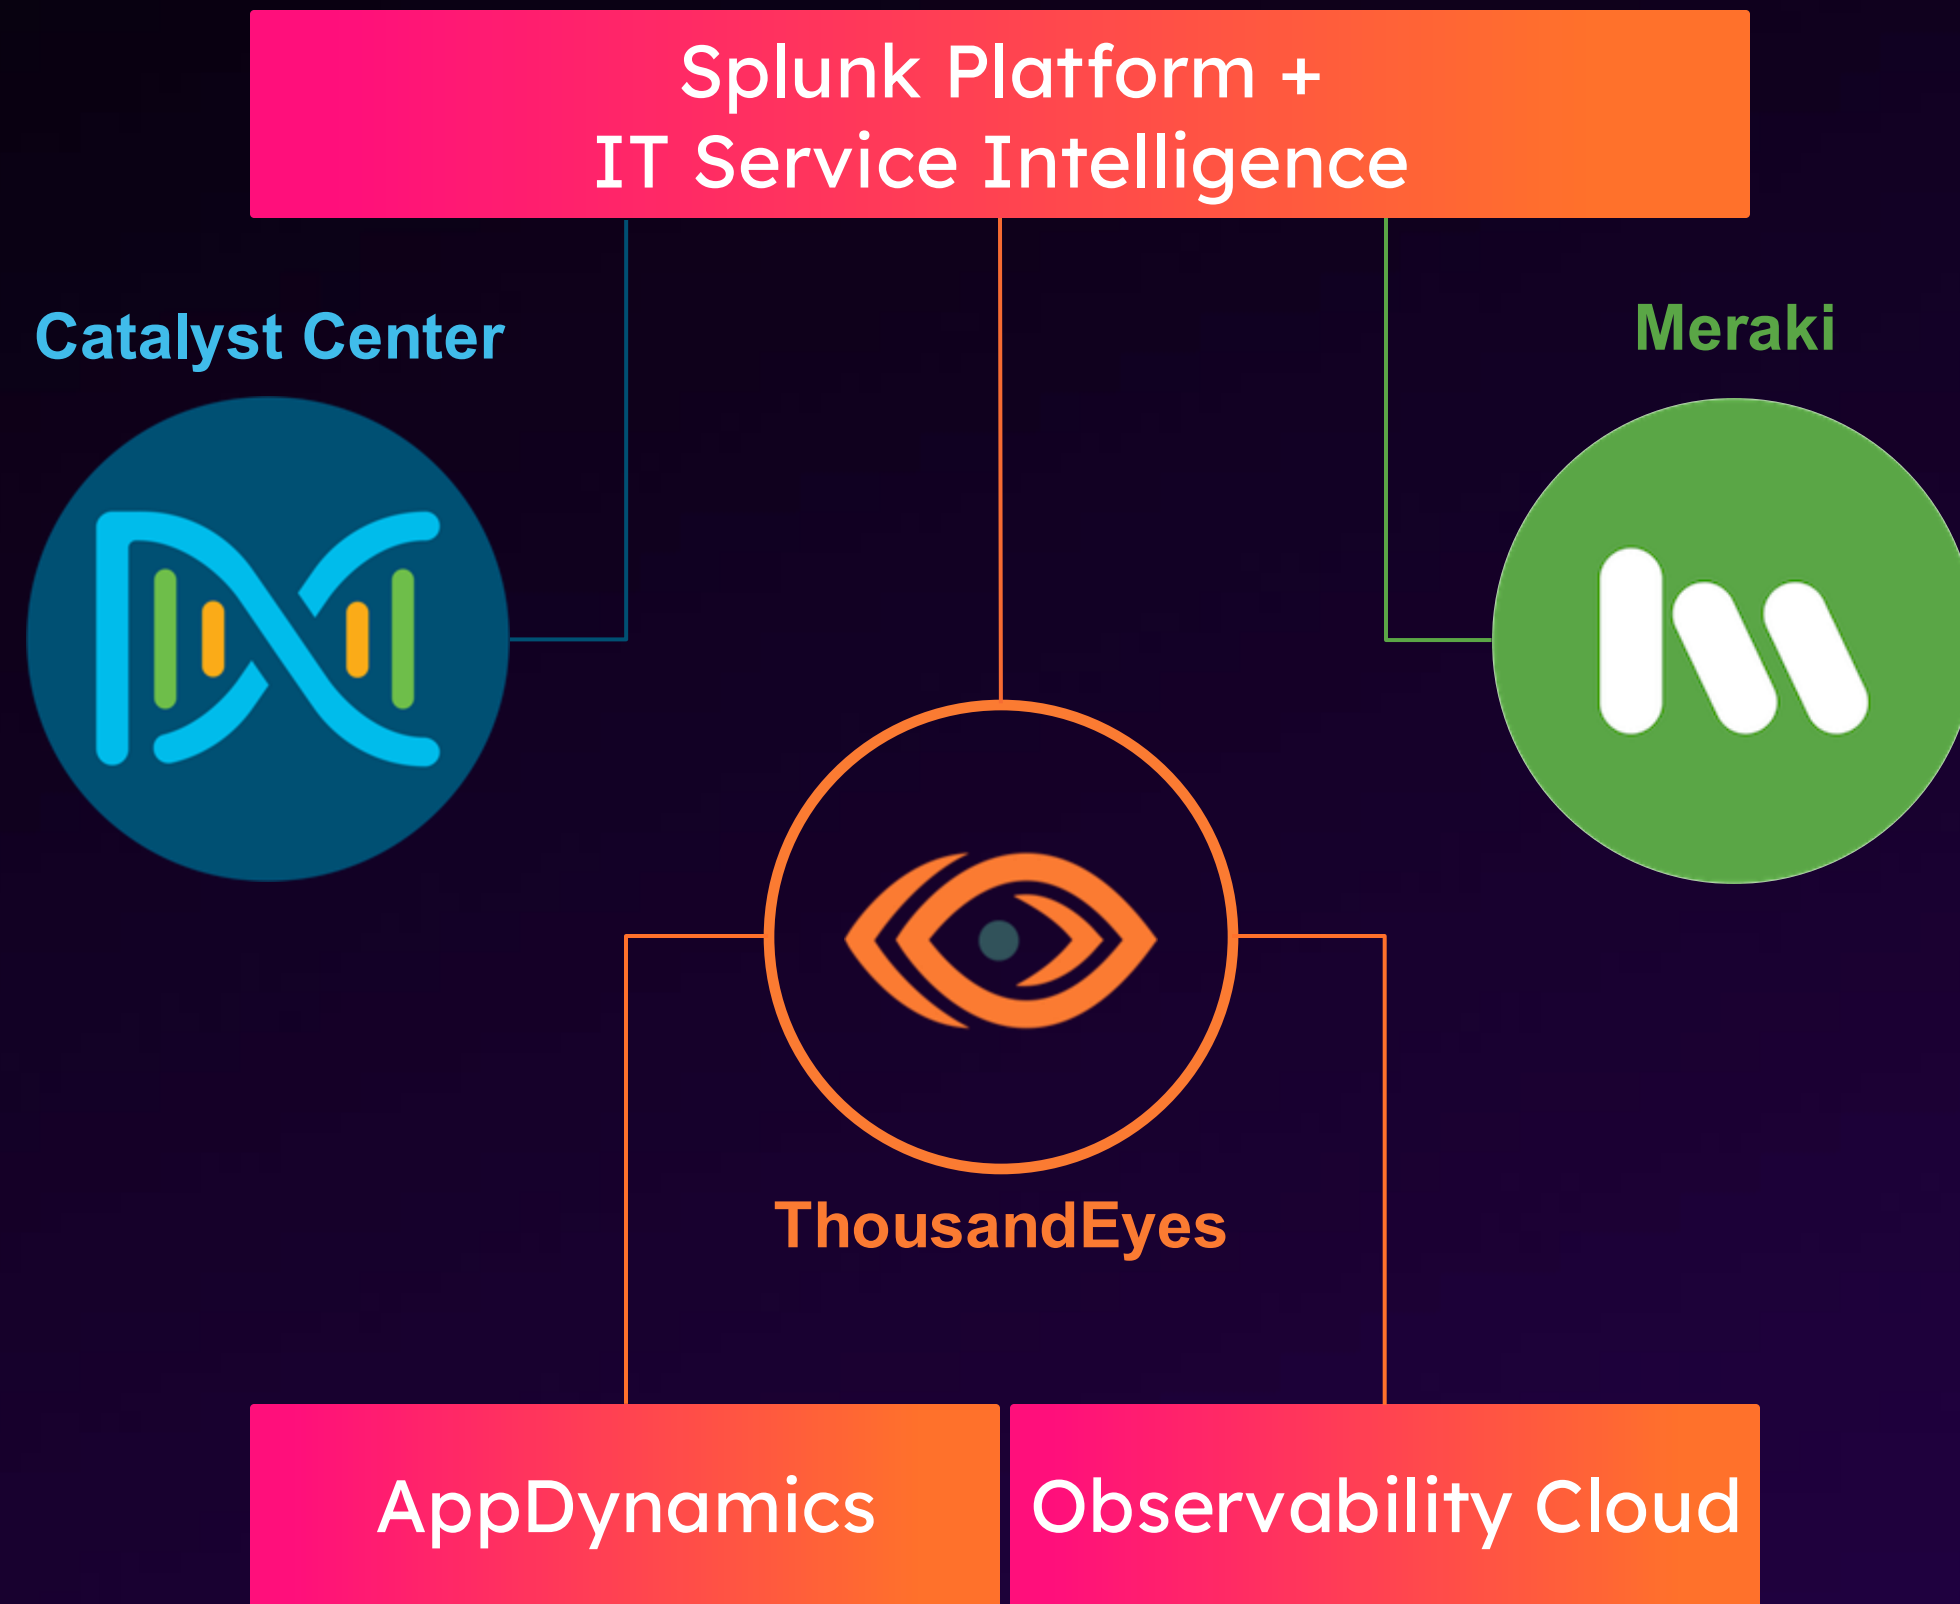 Splunk Platform +
IT Service Intelligence
Catalyst Center
Meraki
ThousandEyes
AppDynamics
Observability Cloud